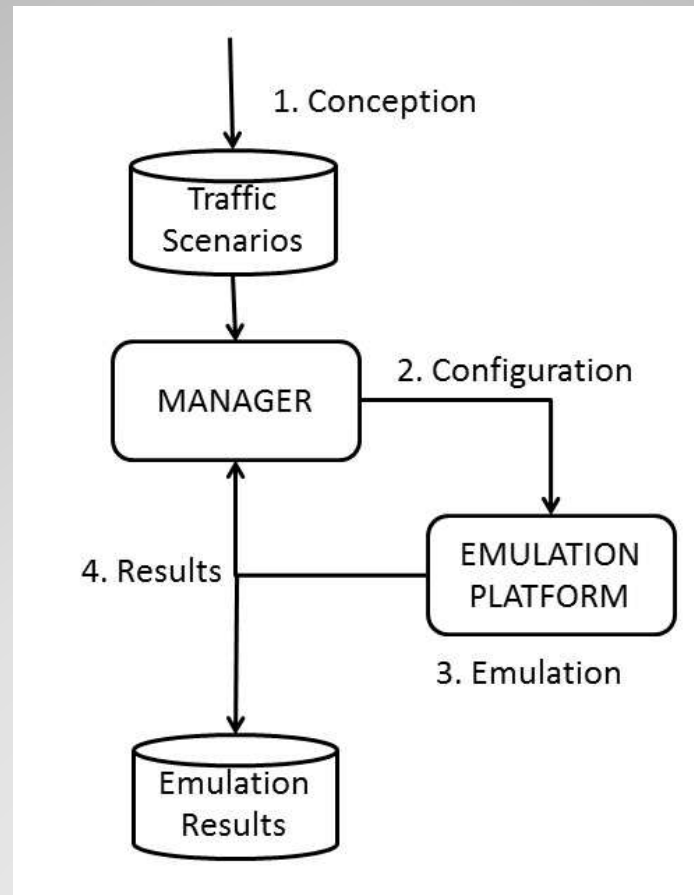 1. Conception
Traffic
Scenarios
MANAGER
2. Configuration
EMULATION
PLATFORM
3. Emulation
4. Results
Emulation
Results